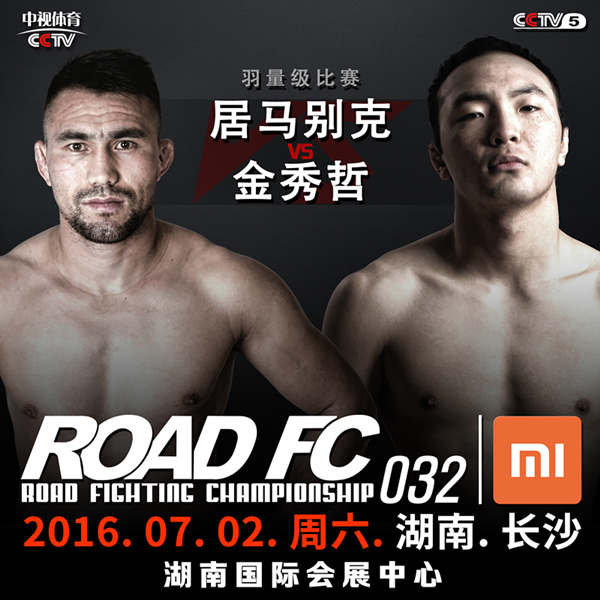 中视体育
CCTV
CCTV 5
羽量级比赛
居马别克
VS
金秀哲
ROAD FC 032
ROAD FIGHTING CHAMPIONSHIP
mi
2016. 07. 02. 周六. 湖南. 长沙
湖南国际会展中心